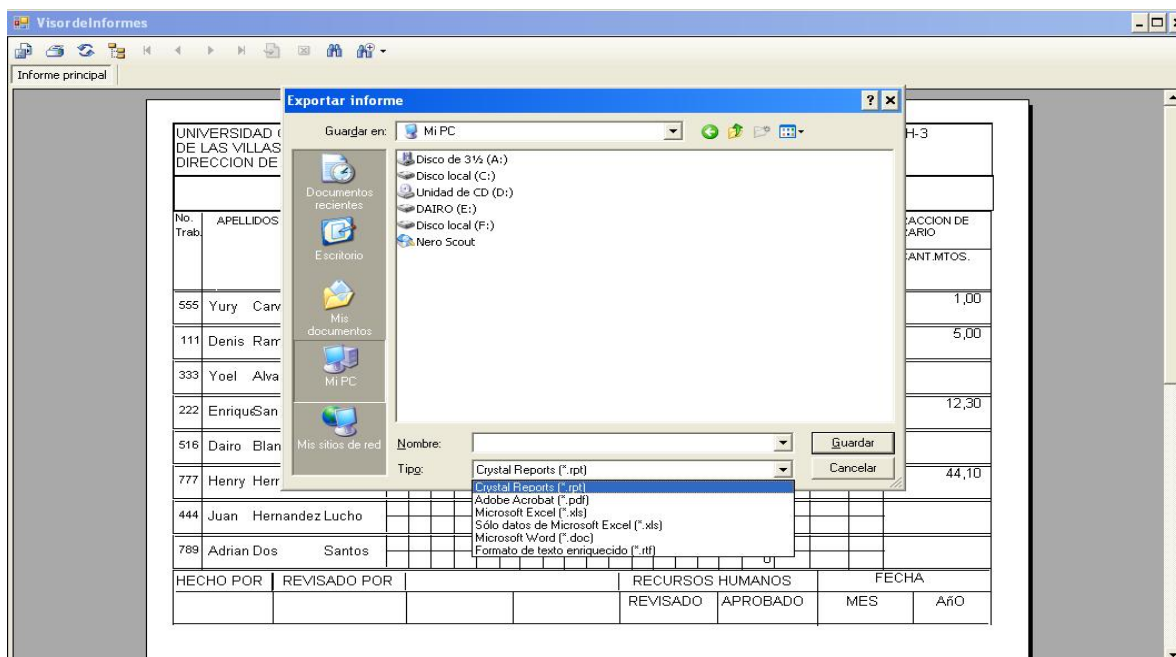 VisordeInformes
Informe principal
Exportar informe
Guardar en: Mi PC
Documentos recientes
Escritorio
Mis documentos
Mi PC
Mis sitios de red
Disco de 3½ (A:)
Disco local (C:)
Unidad de CD (D:)
DAIRO (E:)
Disco local (F:)
Nero Scout
Nombre:
Guardar
Tipo: Crystal Reports (*.rpt)
Cancelar
Crystal Reports (*.rpt)
Adobe Acrobat (*.pdf)
Microsoft Excel (*.xls)
Sólo datos de Microsoft Excel (*.xls)
Microsoft Word (*.doc)
Formato de texto enriquecido (*.rtf)
UNIVERSIDAD
DE LAS VILLAS
DIRECCION DE
H-3
No. Trab.
APELLIDOS
ACCION DE
ARIO
ANT.MTOS.
555 Yury Carv 1,00
111 Denis Ram 5,00
333 Yoel Alva
222 Enriqu San 12,30
516 Dairo Blan
777 Henry Herr 44,10
444 Juan Hernandez Lucho
789 Adrian Dos Santos
HECHO POR REVISADO POR RECURSOS HUMANOS FECHA
REVISADO APROBADO MES AñO